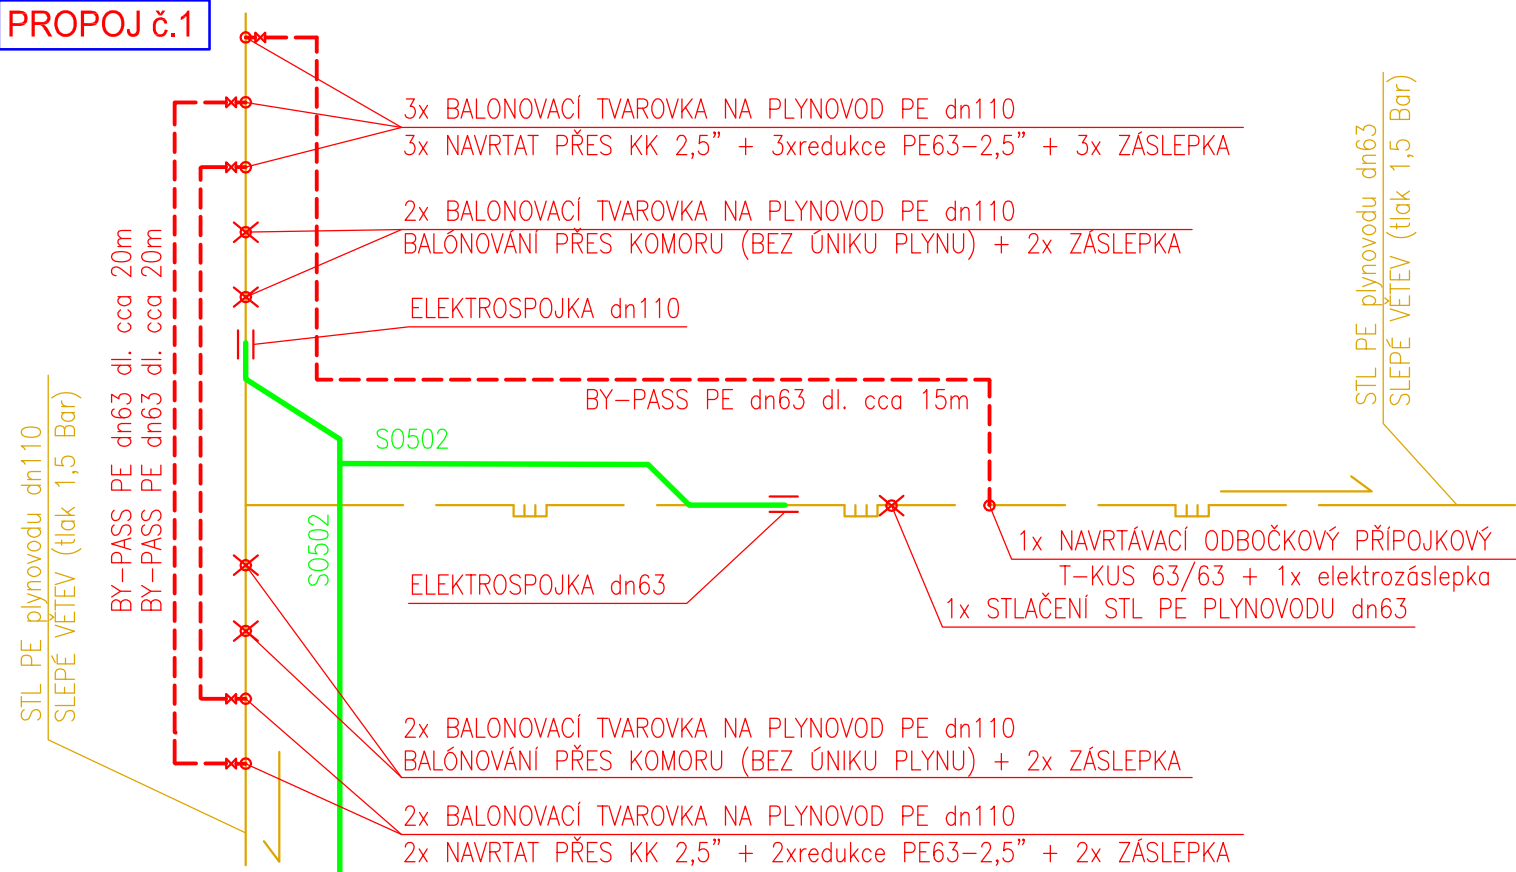 PROPOJ č.1
3x BALONOVACÍ TVAROVKA NA PLYNOVOD PE dn110
3x NAVRTAT PŘES KK 2,5" + 3xredukce PE63-2,5" + 3x ZÁSLEPKA
2x BALONOVACÍ TVAROVKA NA PLYNOVOD PE dn110
BALÓNOVÁNÍ PŘES KOMORU (BEZ ÚNIKU PLYNU) + 2x ZÁSLEPKA
ELEKTROSPOJKA dn110
BY-PASS PE dn63 dl. cca 20m
BY-PASS PE dn63 dl. cca 20m
STL PE plynovodu dn63
SLEPÉ VĚTEV (tlak 1,5 Bar)
BY-PASS PE dn63 dl. cca 15m
STL PE plynovodu dn110
SLEPÉ VĚTEV (tlak 1,5 Bar)
SO502
SO502
1x NAVRTÁVACÍ ODBOČKOVÝ PŘÍPOJKOVÝ
T-KUS 63/63 + 1x elektrozáslepka
ELEKTROSPOJKA dn63
1x STLAČENÍ STL PE PLYNOVODU dn63
2x BALONOVACÍ TVAROVKA NA PLYNOVOD PE dn110
BALÓNOVÁNÍ PŘES KOMORU (BEZ ÚNIKU PLYNU) + 2x ZÁSLEPKA
2x BALONOVACÍ TVAROVKA NA PLYNOVOD PE dn110
2x NAVRTAT PŘES KK 2,5" + 2xredukce PE63-2,5" + 2x ZÁSLEPKA